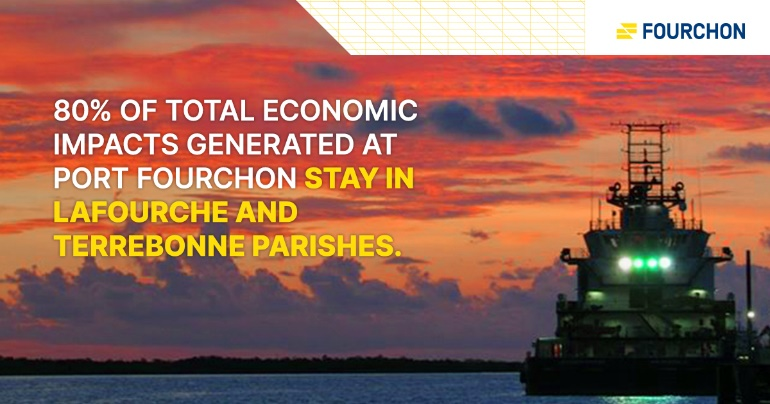 FOURCHON
80% OF TOTAL ECONOMIC
IMPACTS GENERATED AT
PORT FOURCHON STAY IN
LAFOURCHE AND
TERREBONNE PARISHES.